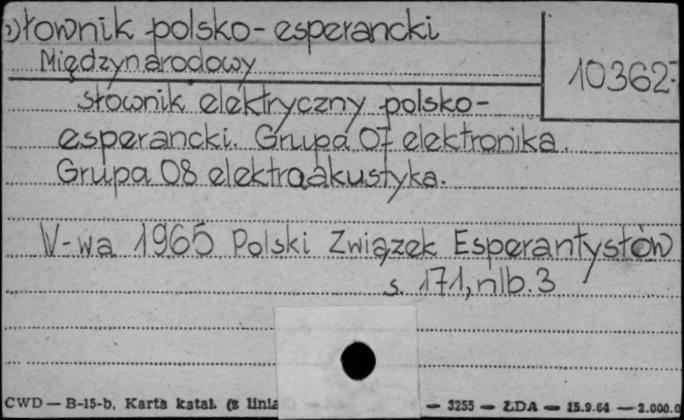 Słownik polsko-esperancki
Międzynarodowy
10362
słownik elektryczny polsko-
esperancki. Grupa 07 elektronika.
Grupa 08 elektroakustyka.
W-wa 1965 Polski Związek Esperantystów
s. 171, nlb. 3
CWD — B-15-b. Karta katal. (z linia — 3255 — ŁDA — 15.9.64 — 2.000.0